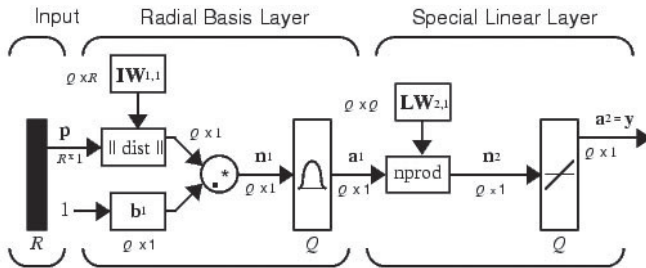 Input Radial Basis Layer Special Linear Layer
Q x R IW1,1
Q x Q LW2,1
p R x 1 || dist || Q x 1
.* n1 Q x 1
a1 Q x 1
nprod n2 Q x 1
a2 = y Q x 1
1 b1 Q x 1
R Q Q